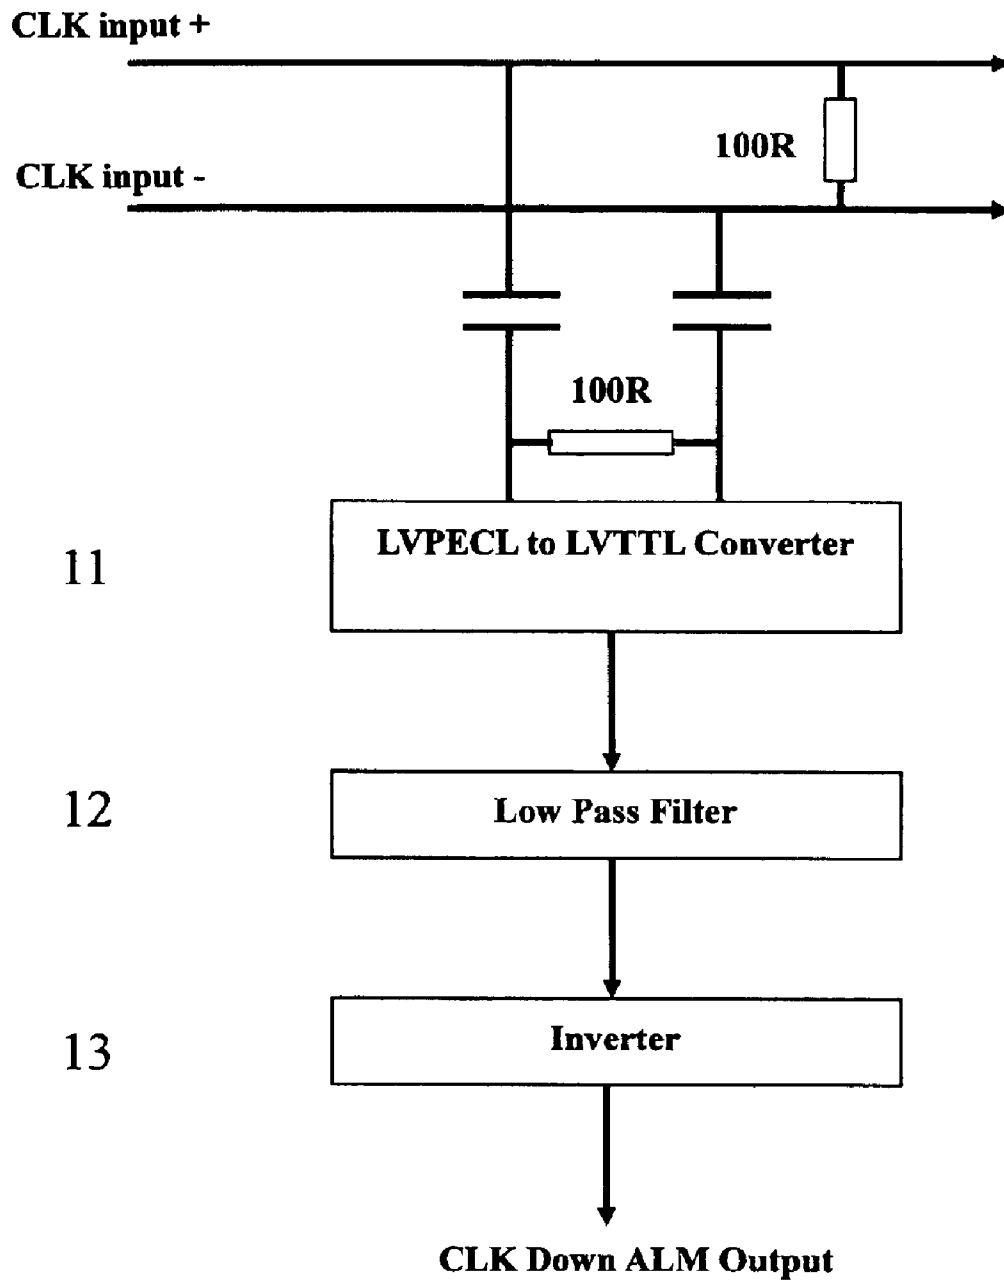 CLK input +
100R
CLK input -
100R
LVPECL to LVTTL Converter
11
Low Pass Filter
12
Inverter
13
CLK Down ALM Output